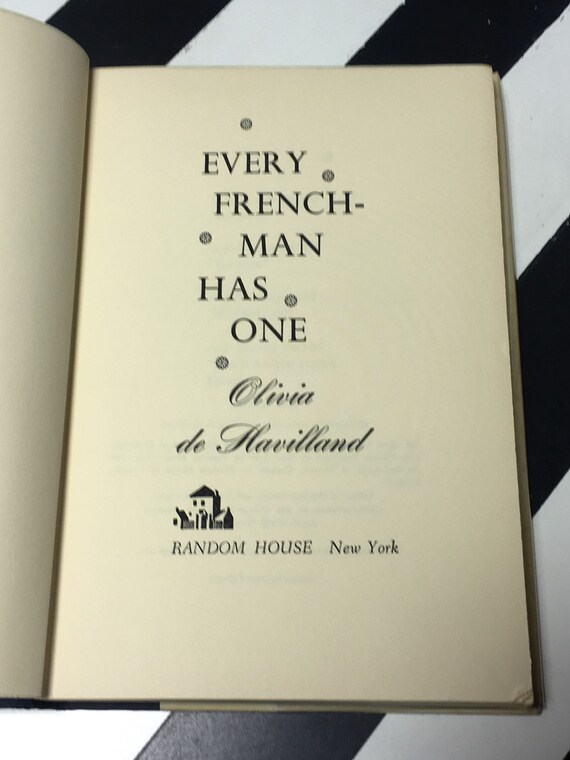 EVERY
FRENCH-
MAN
HAS
ONE
Olivia
de Havilland
RANDOM HOUSE New York